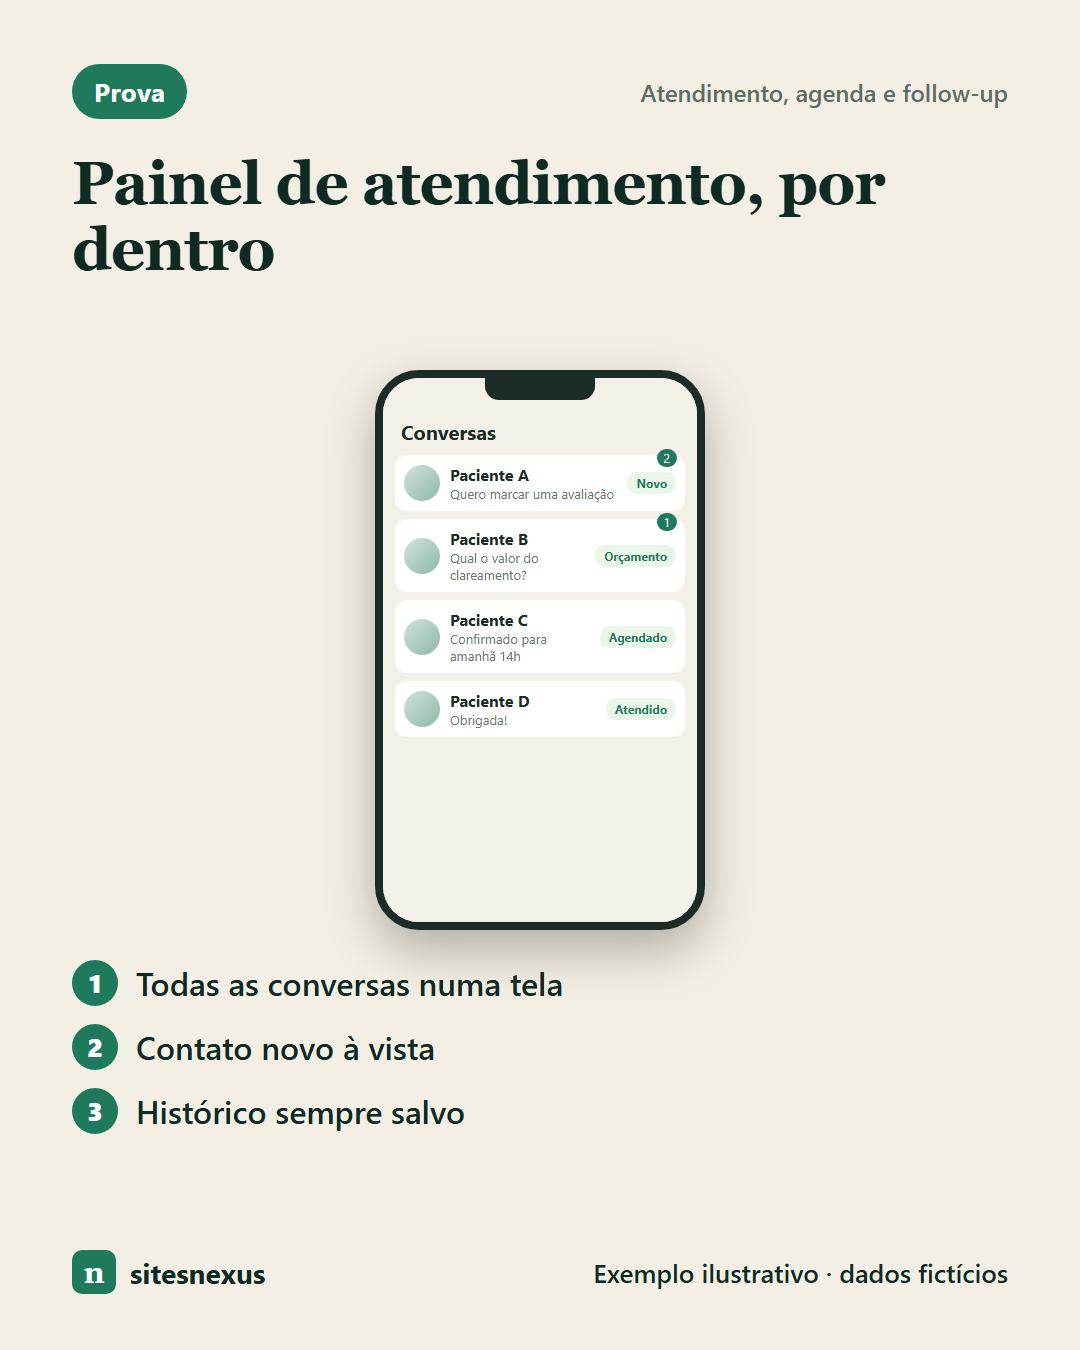 Prova
Atendimento, agenda e follow-up
Painel de atendimento, por
dentro
Conversas
2
Paciente A
Quero marcar uma avaliação
Novo
1
Paciente B
Qual o valor do
clareamento?
Orçamento
Paciente C
Confirmado para
amanhã 14h
Agendado
Paciente D
Obrigada!
Atendido
1 Todas as conversas numa tela
2 Contato novo à vista
3 Histórico sempre salvo
n sitesnexus
Exemplo ilustrativo · dados fictícios